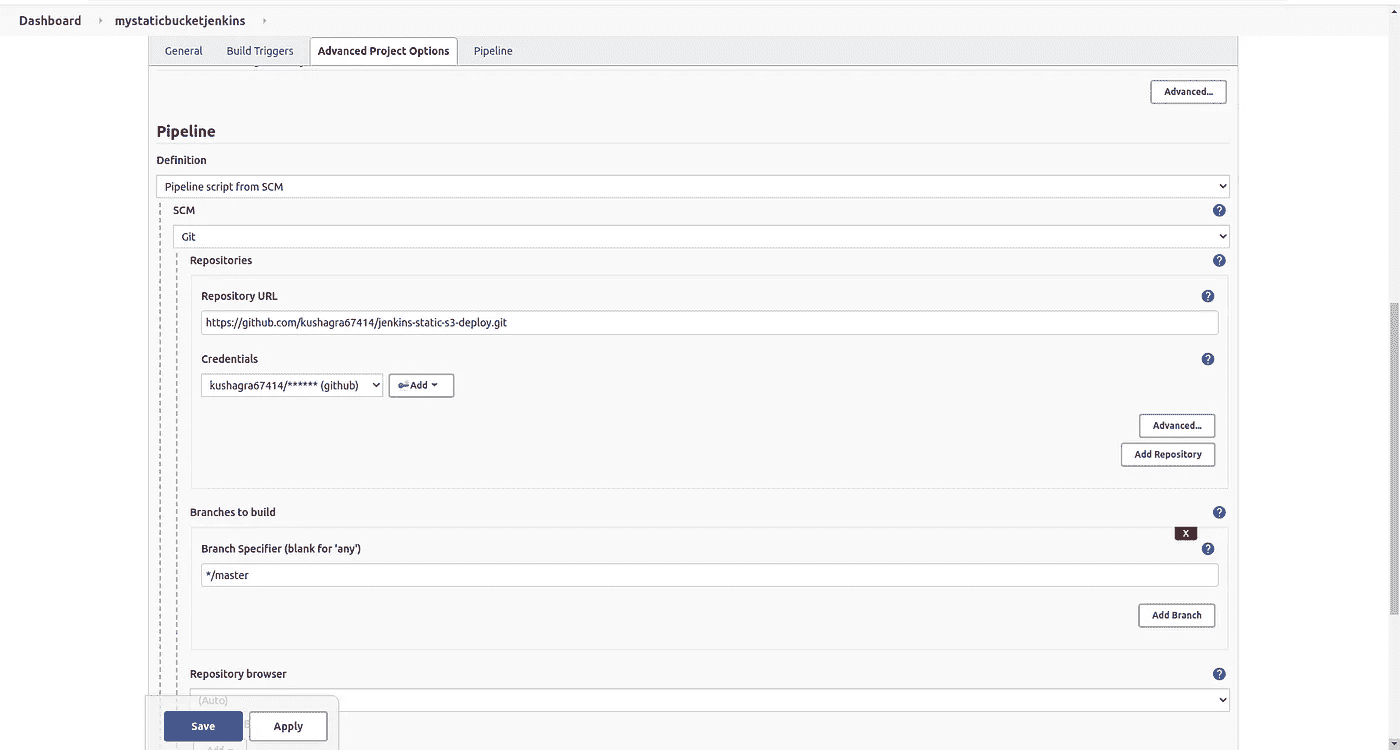 Dashboard mystaticbucketjenkins
General Build Triggers Advanced Project Options Pipeline
Advanced...
Pipeline
Definition
Pipeline script from SCM
SCM
?
Git
Repositories
?
Repository URL
?
https://github.com/kushagra67414/jenkins-static-s3-deploy.git
Credentials
?
kushagra67414/****** (github) Add
Advanced...
Add Repository
Branches to build
?
X
Branch Specifier (blank for 'any')
?
*/master
Add Branch
Repository browser
?
(Auto)
Save Apply
Add